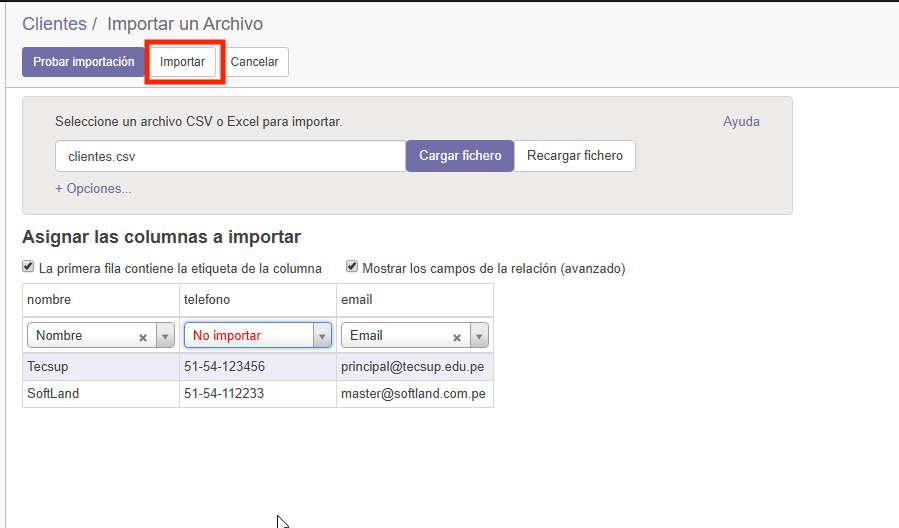 Clientes / Importar un Archivo
Probar importación Importar Cancelar
Seleccione un archivo CSV o Excel para importar. Ayuda
clientes.csv Cargar fichero Recargar fichero
+ Opciones...
Asignar las columnas a importar
La primera fila contiene la etiqueta de la columna Mostrar los campos de la relación (avanzado)
nombre telefono email
Nombre No importar Email
Tecsup 51-54-123456 principal@tecsup.edu.pe
SoftLand 51-54-112233 master@softland.com.pe